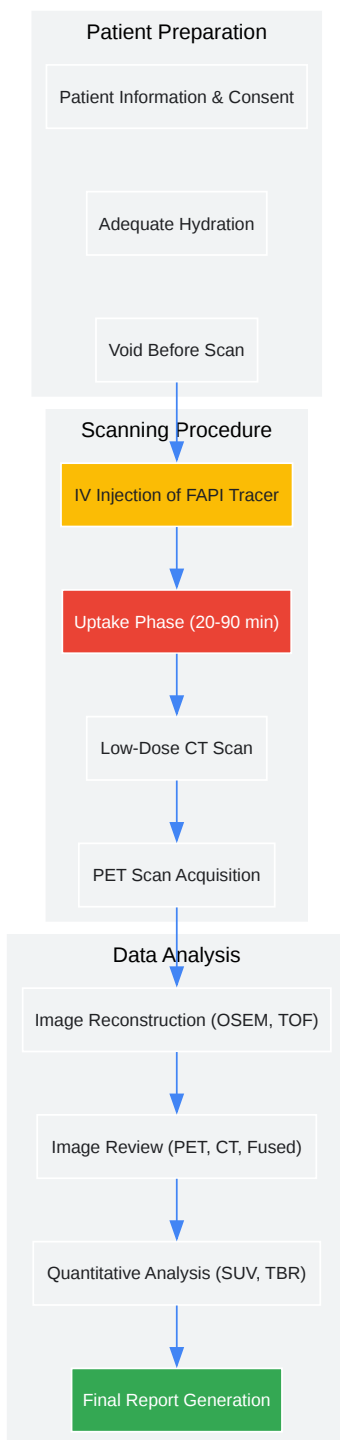 Patient Preparation
Patient Information & Consent
Adequate Hydration
Void Before Scan
Scanning Procedure
IV Injection of FAPI Tracer
Uptake Phase (20-90 min)
Low-Dose CT Scan
PET Scan Acquisition
Data Analysis
Image Reconstruction (OSEM, TOF)
Image Review (PET, CT, Fused)
Quantitative Analysis (SUV, TBR)
Final Report Generation